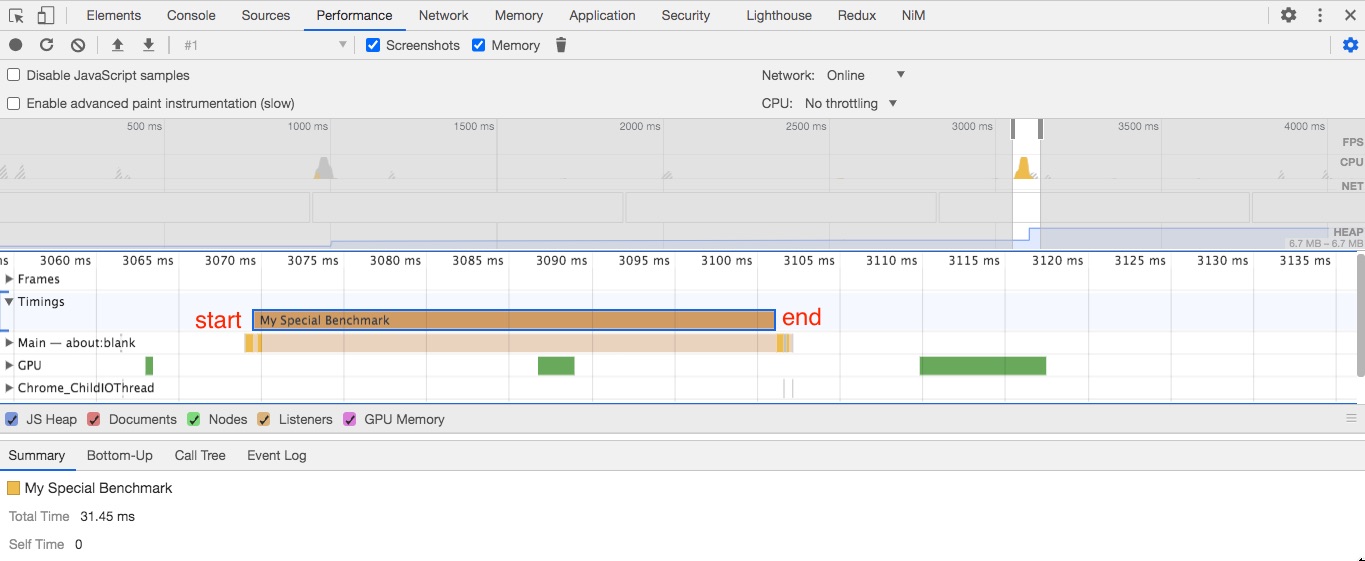 Elements Console Sources Performance Network Memory Application Security Lighthouse Redux NiM
#1 Screenshots Memory
Disable JavaScript samples Network: Online
Enable advanced paint instrumentation (slow) CPU: No throttling
500 ms 1000 ms 1500 ms 2000 ms 2500 ms 3000 ms 3500 ms 4000 ms
FPS
CPU
NET
HEAP
6.7 MB – 6.7 MB
ms 3060 ms 3065 ms 3070 ms 3075 ms 3080 ms 3085 ms 3090 ms 3095 ms 3100 ms 3105 ms 3110 ms 3115 ms 3120 ms 3125 ms 3130 ms 3135 ms
Frames
Timings
start My Special Benchmark end
Main — about:blank
GPU
Chrome_ChildIOThread
JS Heap Documents Nodes Listeners GPU Memory
Summary Bottom-Up Call Tree Event Log
My Special Benchmark
Total Time 31.45 ms
Self Time 0